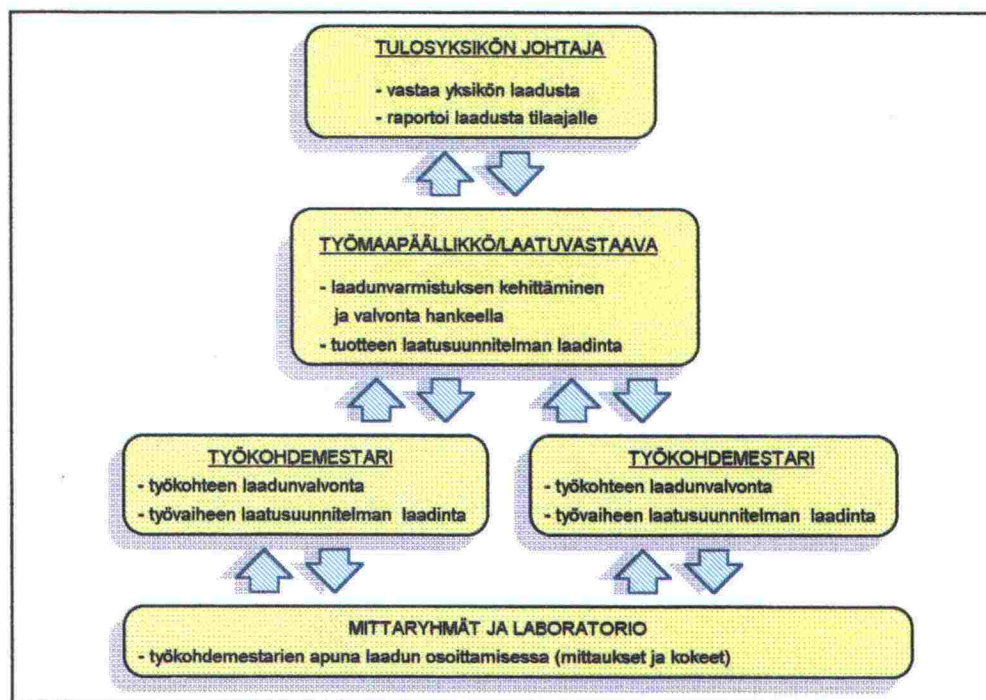 TULOSYKSIKÖN JOHTAJA
- vastaa yksikön laadusta
- raportoi laadusta tilaajalle
TYÖMAAPÄÄLLIKKÖ/LAATUVASTAAVA
- laadunvarmistuksen kehittäminen
ja valvonta hankeella
- tuotteen laatusuunnitelman laadinta
TYÖKOHDEMESTARI
- työkohteen laadunvalvonta
- työvaiheen laatusuunnitelman laadinta
TYÖKOHDEMESTARI
- työkohteen laadunvalvonta
- työvaiheen laatusuunnitelman laadinta
MITTARYHMÄT JA LABORATORIO
- työkohdemestarien apuna laadun osoittamisessa (mittaukset ja kokeet)